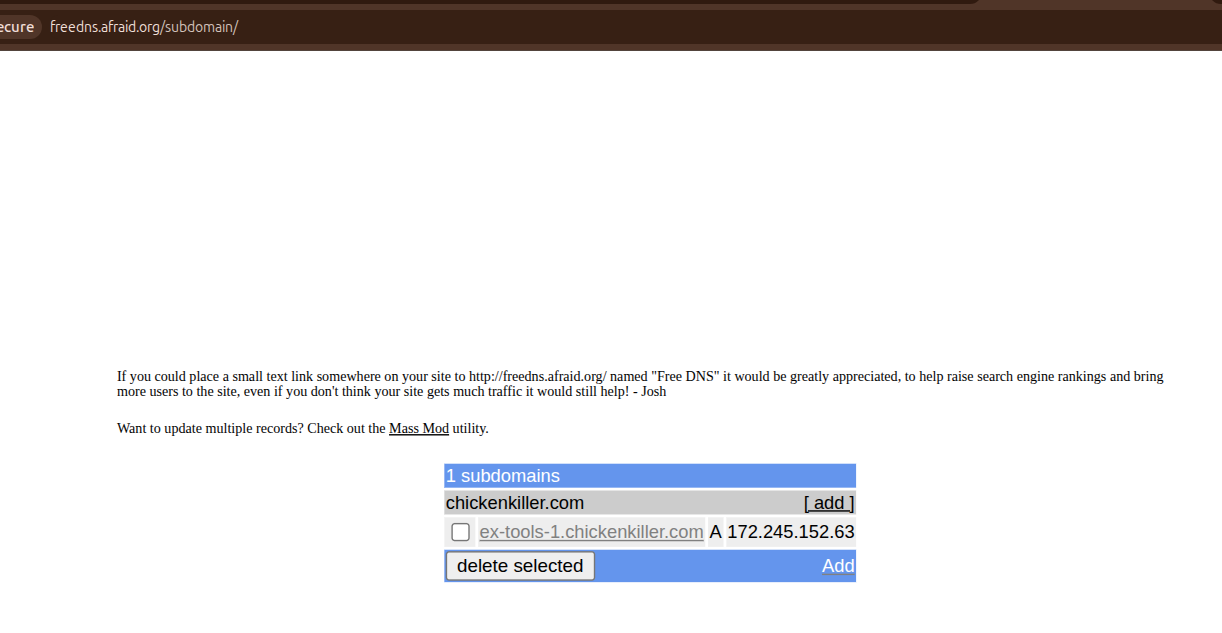 ecure freedns.afraid.org/subdomain/
If you could place a small text link somewhere on your site to http://freedns.afraid.org/ named "Free DNS" it would be greatly appreciated, to help raise search engine rankings and bring
more users to the site, even if you don't think your site gets much traffic it would still help! - Josh
Want to update multiple records? Check out the Mass Mod utility.
1 subdomains
chickenkiller.com [ add ]
ex-tools-1.chickenkiller.com A 172.245.152.63
delete selected Add